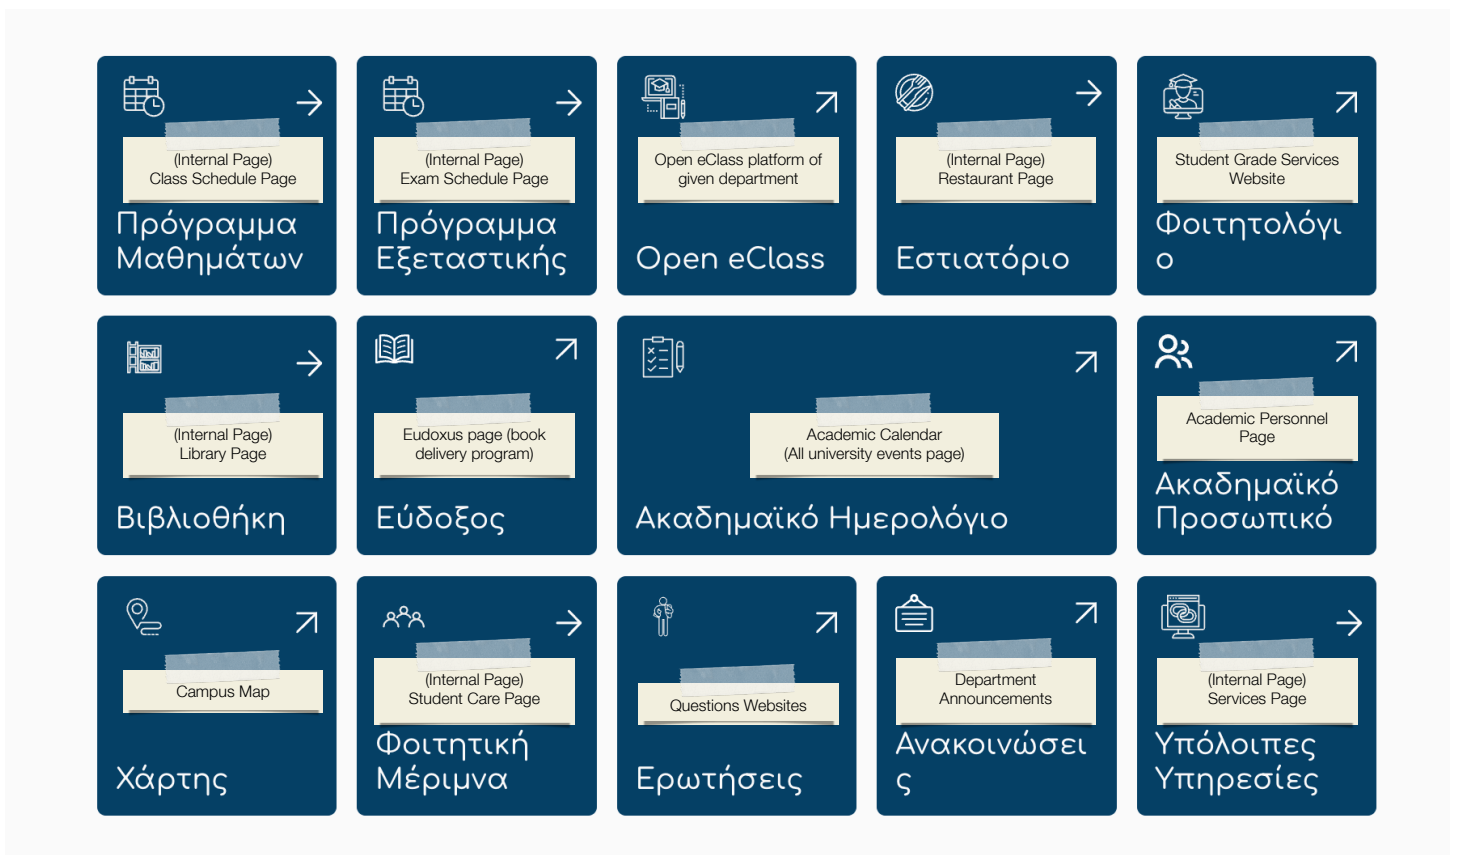 (Internal Page)
Class Schedule Page
Πρόγραμμα
Μαθημάτων
(Internal Page)
Exam Schedule Page
Πρόγραμμα
Εξεταστικής
Open eClass platform of
given department
Open eClass
(Internal Page)
Restaurant Page
Εστιατόριο
Student Grade Services
Website
Φοιτητολόγι
ο
(Internal Page)
Library Page
Βιβλιοθήκη
Eudoxus page (book
delivery program)
Εύδοξος
Academic Calendar
(All university events page)
Ακαδημαϊκό Ημερολόγιο
Academic Personnel
Page
Ακαδημαϊκό
Προσωπικό
Campus Map
Χάρτης
(Internal Page)
Student Care Page
Φοιτητική
Μέριμνα
Questions Websites
Ερωτήσεις
Department
Announcements
Ανακοινώσει
ς
(Internal Page)
Services Page
Υπόλοιπες
Υπηρεσίες